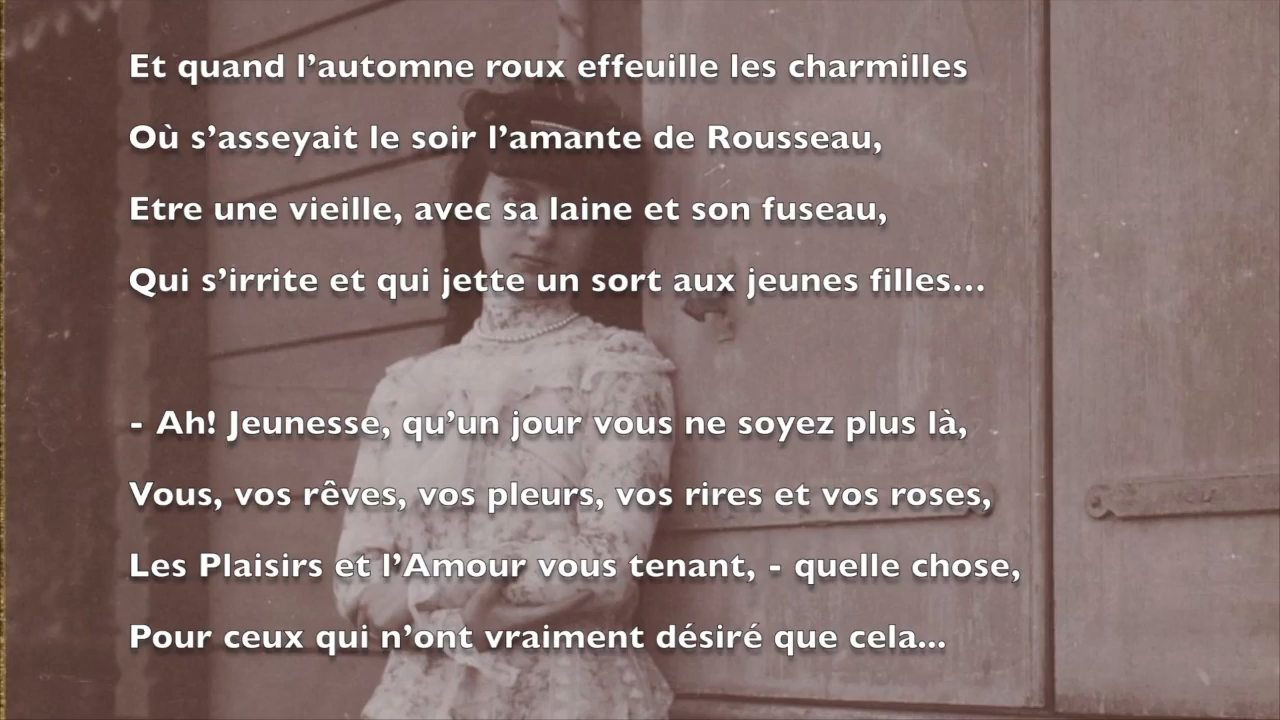 Et quand l’automne roux effeuille les charmilles
Où s’asseyait le soir l’amante de Rousseau,
Etre une vieille, avec sa laine et son fuseau,
Qui s’irrite et qui jette un sort aux jeunes filles...
- Ah! Jeunesse, qu’un jour vous ne soyez plus là,
Vous, vos rêves, vos pleurs, vos rires et vos roses,
Les Plaisirs et l’Amour vous tenant, - quelle chose,
Pour ceux qui n’ont vraiment désiré que cela...